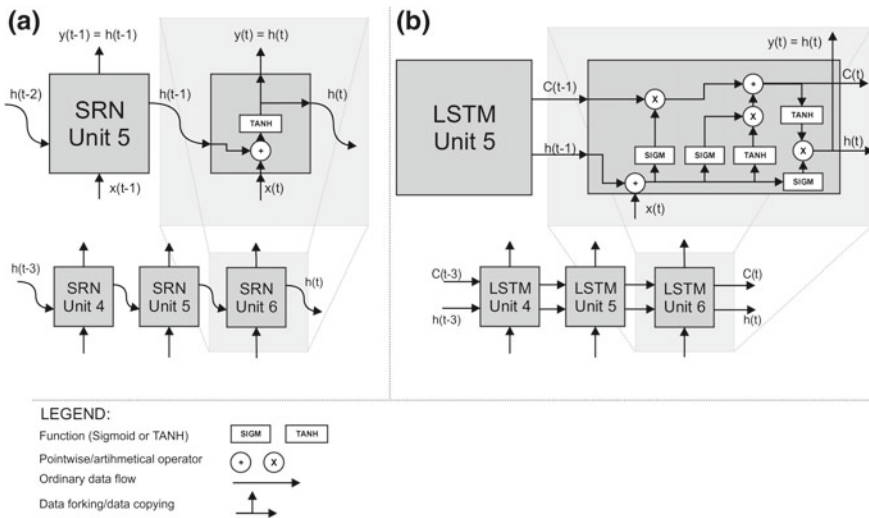 (a)
y(t-1) = h(t-1)
y(t) = h(t)
h(t-2)
SRN
Unit 5
h(t-1)
h(t)
TANH
+
x(t-1)
x(t)
h(t-3)
SRN
Unit 4
SRN
Unit 5
SRN
Unit 6
h(t)
(b)
y(t) = h(t)
LSTM
Unit 5
C(t-1)
C(t)
X
+
X
TANH
h(t-1)
SIGM
SIGM
TANH
X
h(t)
+
SIGM
x(t)
C(t-3)
h(t-3)
LSTM
Unit 4
LSTM
Unit 5
LSTM
Unit 6
C(t)
h(t)
LEGEND:
Function (Sigmoid or TANH)
SIGM
TANH
Pointwise/artihmetical operator
+
X
Ordinary data flow
Data forking/data copying